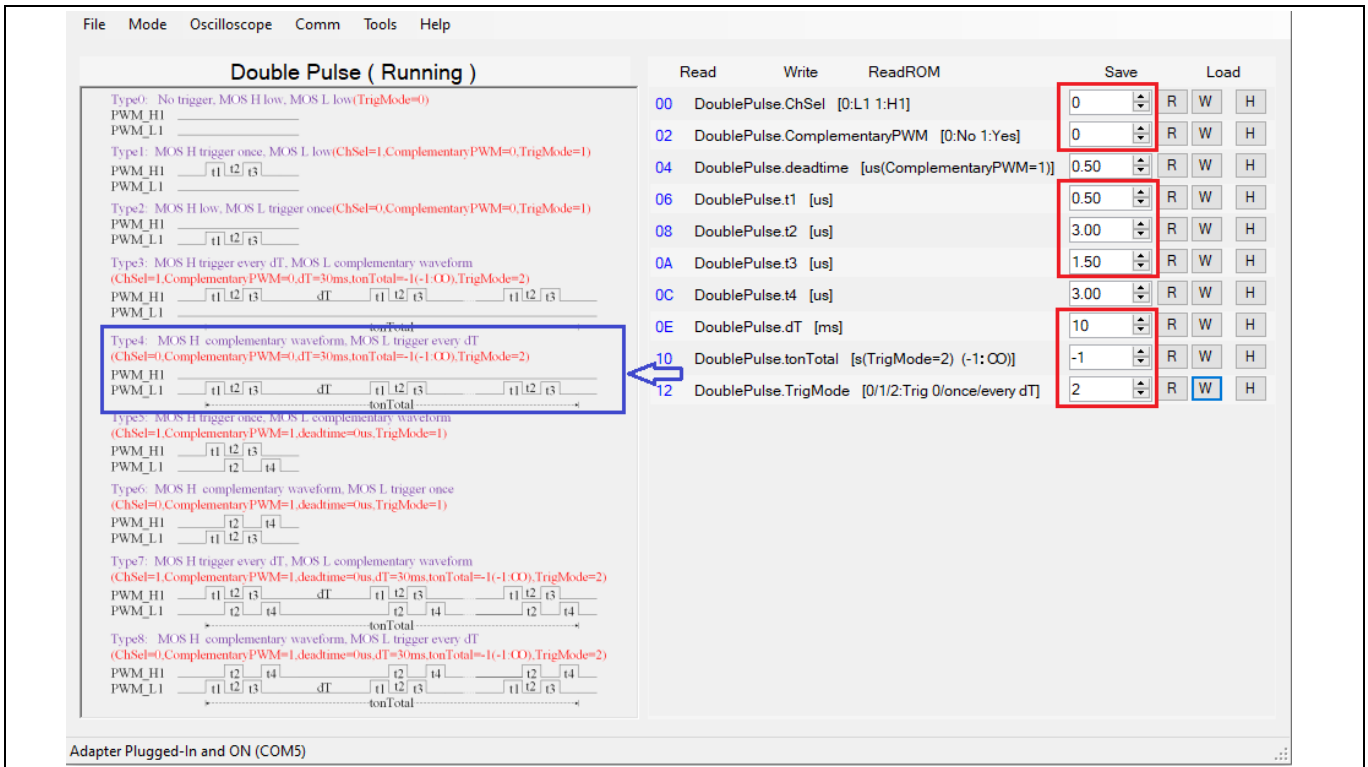 File Mode Oscilloscope Comm Tools Help
Double Pulse ( Running )
Type0: No trigger, MOS H low, MOS L low(TrigMode=0)
PWM_H1
PWM_L1
Type1: MOS H trigger once, MOS L low(ChSel=1,ComplementaryPWM=0,TrigMode=1)
PWM_H1 t1 t2 t3
PWM_L1
Type2: MOS H low, MOS L trigger once(ChSel=0,ComplementaryPWM=0,TrigMode=1)
PWM_H1
PWM_L1 t1 t2 t3
Type3: MOS H trigger every dT, MOS L complementary waveform
(ChSel=1,ComplementaryPWM=0,dT=30ms,tonTotal=-1(-1:∞),TrigMode=2)
PWM_H1 t1 t2 t3 dT t1 t2 t3 t1 t2 t3
PWM_L1
tonTotal
Type4: MOS H complementary waveform, MOS L trigger every dT
(ChSel=0,ComplementaryPWM=0,dT=30ms,tonTotal=-1(-1:∞),TrigMode=2)
PWM_H1
PWM_L1 t1 t2 t3 dT t1 t2 t3 t1 t2 t3
tonTotal
Type5: MOS H trigger once, MOS L complementary waveform
(ChSel=1,ComplementaryPWM=1,deadtime=0us,TrigMode=1)
PWM_H1 t1 t2 t3
PWM_L1 t2 t4
Type6: MOS H complementary waveform, MOS L trigger once
(ChSel=0,ComplementaryPWM=1,deadtime=0us,TrigMode=1)
PWM_H1 t2 t4
PWM_L1 t1 t2 t3
Type7: MOS H trigger every dT, MOS L complementary waveform
(ChSel=1,ComplementaryPWM=1,deadtime=0us,dT=30ms,tonTotal=-1(-1:∞),TrigMode=2)
PWM_H1 t1 t2 t3 dT t1 t2 t3 t1 t2 t3
PWM_L1 t2 t4 t2 t4 t2 t4
tonTotal
Type8: MOS H complementary waveform, MOS L trigger every dT
(ChSel=0,ComplementaryPWM=1,deadtime=0us,dT=30ms,tonTotal=-1(-1:∞),TrigMode=2)
PWM_H1 t2 t4 t2 t4 t2 t4
PWM_L1 t1 t2 t3 dT t1 t2 t3 t1 t2 t3
tonTotal
Read Write ReadROM Save Load
00 DoublePulse.ChSel [0:L1 1:H1] 0 R W H
02 DoublePulse.ComplementaryPWM [0:No 1:Yes] 0 R W H
04 DoublePulse.deadtime [us(ComplementaryPWM=1)] 0.50 R W H
06 DoublePulse.t1 [us] 0.50 R W H
08 DoublePulse.t2 [us] 3.00 R W H
0A DoublePulse.t3 [us] 1.50 R W H
0C DoublePulse.t4 [us] 3.00 R W H
0E DoublePulse.dT [ms] 10 R W H
10 DoublePulse.tonTotal [s(TrigMode=2) (-1:∞)] -1 R W H
12 DoublePulse.TrigMode [0/1/2:Trig 0/once/every dT] 2 R W H
Adapter Plugged-In and ON (COM5)